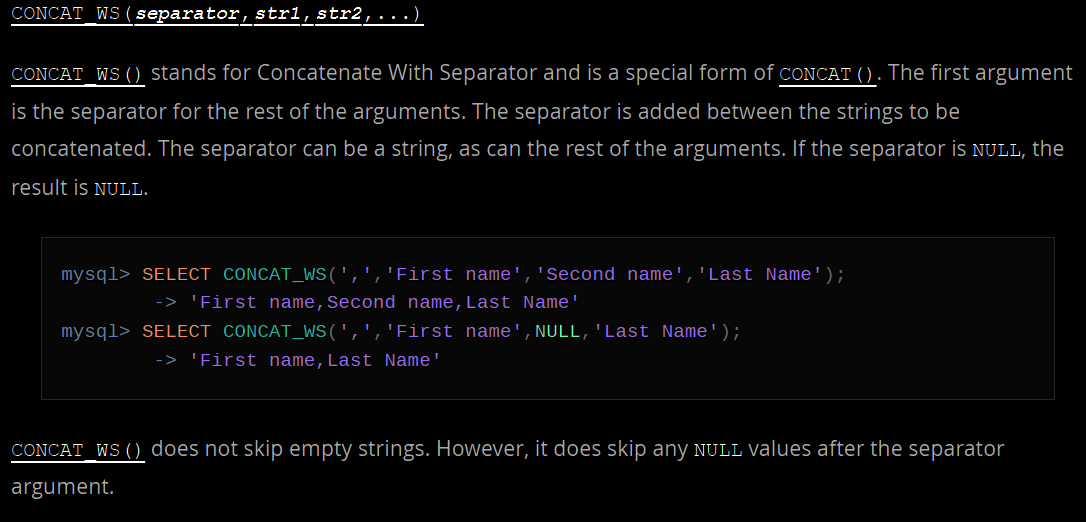 CONCAT_WS(separator,str1,str2,...)
CONCAT_WS() stands for Concatenate With Separator and is a special form of CONCAT(). The first argument
is the separator for the rest of the arguments. The separator is added between the strings to be
concatenated. The separator can be a string, as can the rest of the arguments. If the separator is NULL, the
result is NULL.
mysql> SELECT CONCAT_WS(',','First name','Second name','Last Name');
-> 'First name,Second name,Last Name'
mysql> SELECT CONCAT_WS(',','First name',NULL,'Last Name');
-> 'First name,Last Name'
CONCAT_WS() does not skip empty strings. However, it does skip any NULL values after the separator
argument.